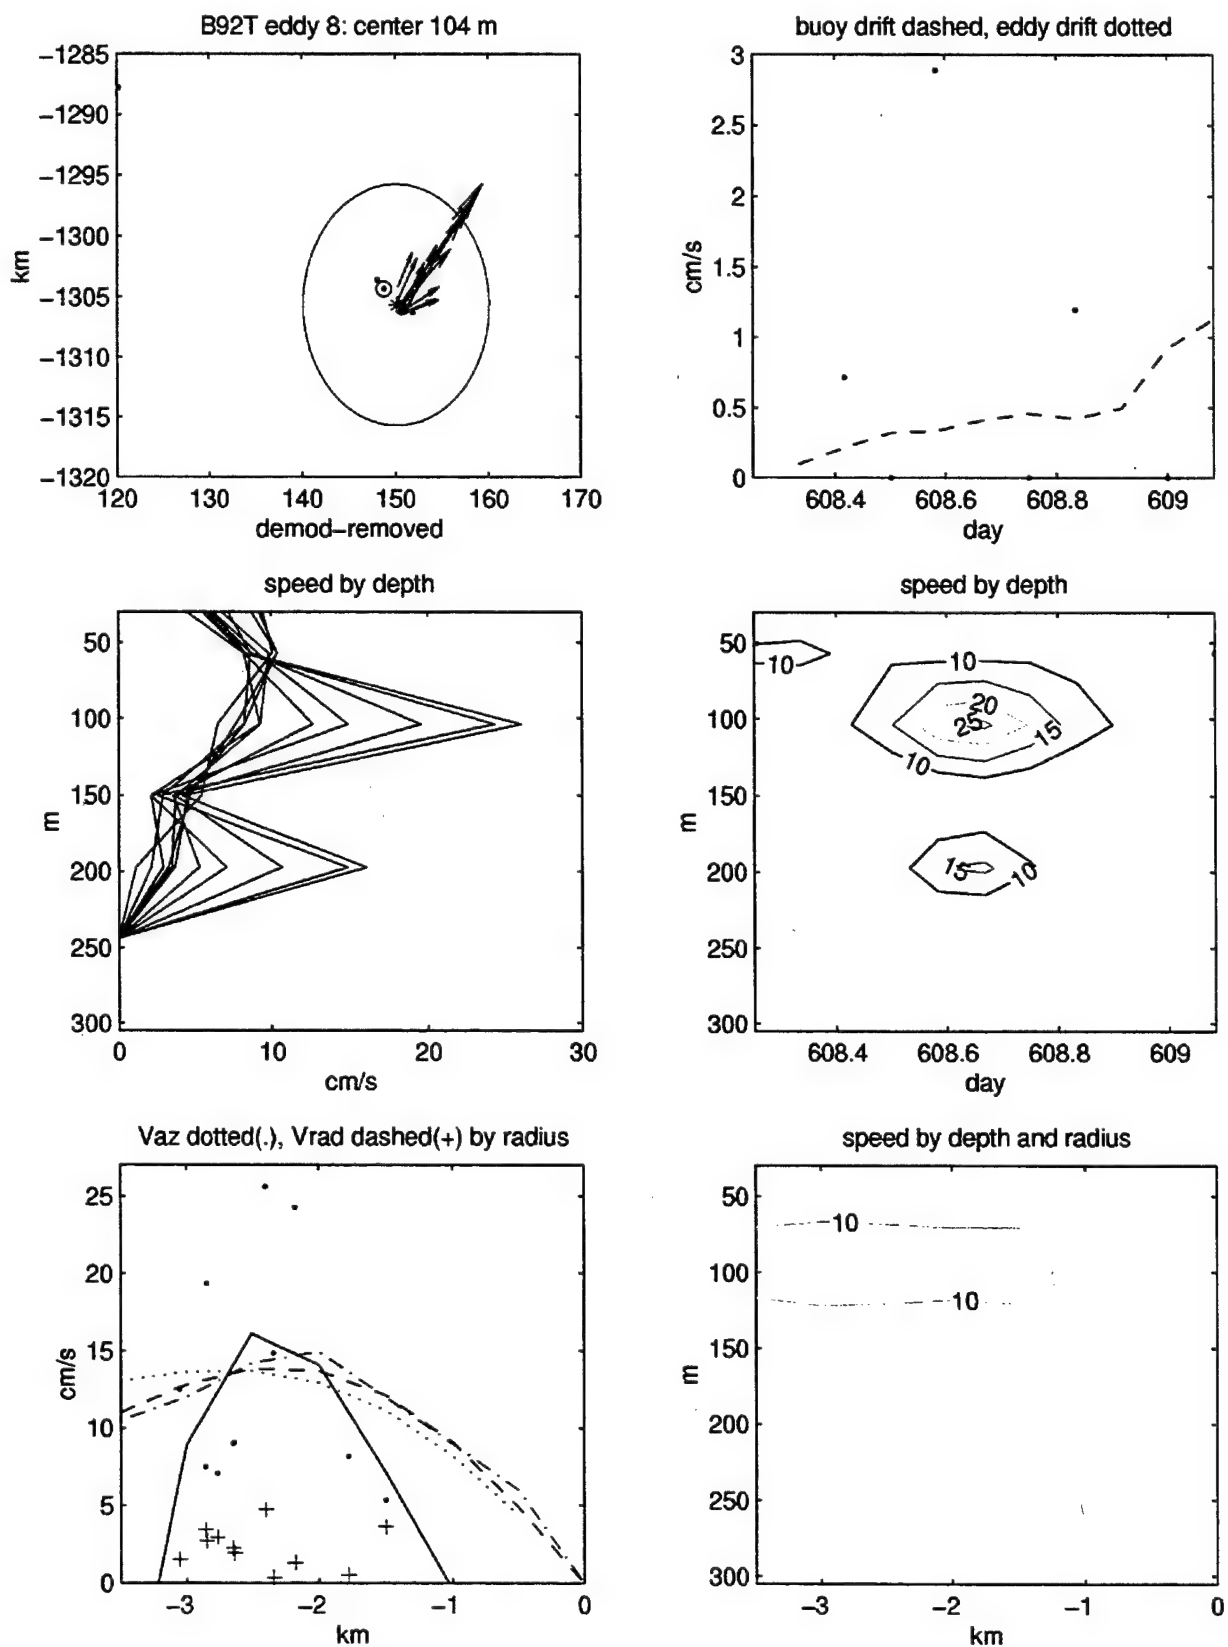 B92T eddy 8: center 104 m
−1285
−1290
−1295
−1300
−1305
−1310
−1315
−1320
km
120 130 140 150 160 170
demod−removed
buoy drift dashed, eddy drift dotted
3
2.5
2
1.5
1
0.5
0
cm/s
608.4 608.6 608.8 609
day
speed by depth
50
100
150
200
250
300
m
0 10 20 30
cm/s
speed by depth
50
100
150
200
250
300
m
10
10
20
25
15
10
15
10
608.4 608.6 608.8 609
day
Vaz dotted(.), Vrad dashed(+) by radius
25
20
15
10
5
0
cm/s
−3 −2 −1 0
km
speed by depth and radius
50
100
150
200
250
300
m
10
10
−3 −2 −1 0
km